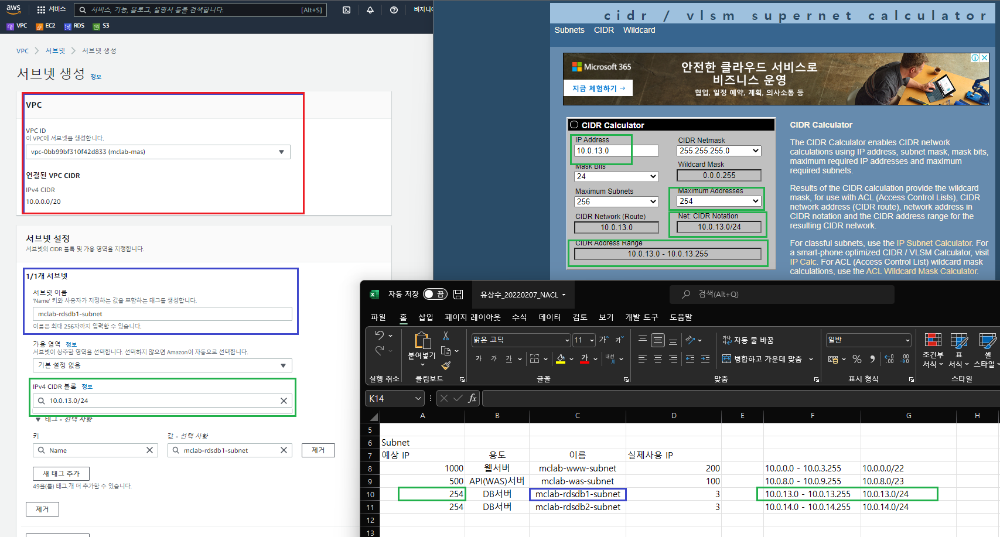 aws
서비스
서비스, 기능, 블로그, 설명서 등을 검색합니다.
[Alt+S]
VPC
EC2
RDS
S3
VPC
서브넷
서브넷 생성
서브넷 생성 정보
VPC
VPC ID
이 VPC에 서브넷을 생성합니다.
vpc-0bb99bf310f42d833 (mclab-mas)
연결된 VPC CIDR
IPv4 CIDR
10.0.0.0/20
서브넷 설정
서브넷의 CIDR 블록 및 가용 영역을 지정합니다.
1/1개 서브넷
서브넷 이름
'Name' 키와 사용자가 지정하는 값을 포함하는 태그를 생성합니다.
mclab-rdsdb1-subnet
이름은 최대 256자까지 입력할 수 있습니다.
가용 영역 정보
서브넷이 상주할 영역을 선택합니다. 선택하지 않으면 Amazon이 자동으로 선택합니다.
기본 설정 없음
IPv4 CIDR 블록 정보
10.0.13.0/24
태그 - 선택 사항
키
값 - 선택 사항
Name
mclab-rdsdb1-subnet
제거
새 태그 추가
49을(를) 태그.개 더 추가할 수 있습니다.
제거
cidr / vlsm supernet calculator
Subnets CIDR Wildcard
Microsoft 365
지금 체험하기 →
안전한 클라우드 서비스로
비즈니스 운영
협업, 일정 예약, 계획, 의사소통 등
CIDR Calculator
IP Address
10.0.13.0
CIDR Netmask
255.255.255.0
Mask Bits
24
Wildcard Mask
0.0.0.255
Maximum Subnets
256
Maximum Addresses
254
CIDR Network (Route)
10.0.13.0
Net: CIDR Notation
10.0.13.0/24
CIDR Address Range
10.0.13.0 - 10.0.13.255
CIDR Calculator
The CIDR Calculator enables CIDR network
calculations using IP address, subnet mask, mask bits,
maximum required IP addresses and maximum
required subnets.
Results of the CIDR calculation provide the wildcard
mask, for use with ACL (Access Control Lists), CIDR
network address (CIDR route), network address in
CIDR notation and the CIDR address range for the
resulting CIDR network.
For classful subnets, use the IP Subnet Calculator. For
a smart-phone optimized CIDR / VLSM Calculator, visit
IP Calc. For ACL (Access Control List) wildcard mask
calculations, use the ACL Wildcard Mask Calculator.
자동 저장 끔
유상수_20220207_NACL
검색(Alt+Q)
파일 홈 삽입 페이지 레이아웃 수식 데이터 검토 보기 개발 도구 도움말
붙여넣기
맑은 고딕
11
가 가
가 가 가 가 내천
자동 줄 바꿈
병합하고 가운데 맞춤
일반
조건부 서식
표 서식
셀 스타일
실행 취소 클립보드 글꼴 맞춤 표시 형식 스타일
K14
fx
A B C D E F G H
5
6 Subnet
7 예상 IP 용도 이름 실제사용 IP
8 1000 웹서버 mclab-www-subnet 200 10.0.0.0 - 10.0.3.255 10.0.0.0/22
9 500 API(WAS)서버 mclab-was-subnet 100 10.0.8.0 - 10.0.9.255 10.0.8.0/23
10 254 DB서버 mclab-rdsdb1-subnet 3 10.0.13.0 - 10.0.13.255 10.0.13.0/24
11 254 DB서버 mclab-rdsdb2-subnet 3 10.0.14.0 - 10.0.14.255 10.0.14.0/24
12
13